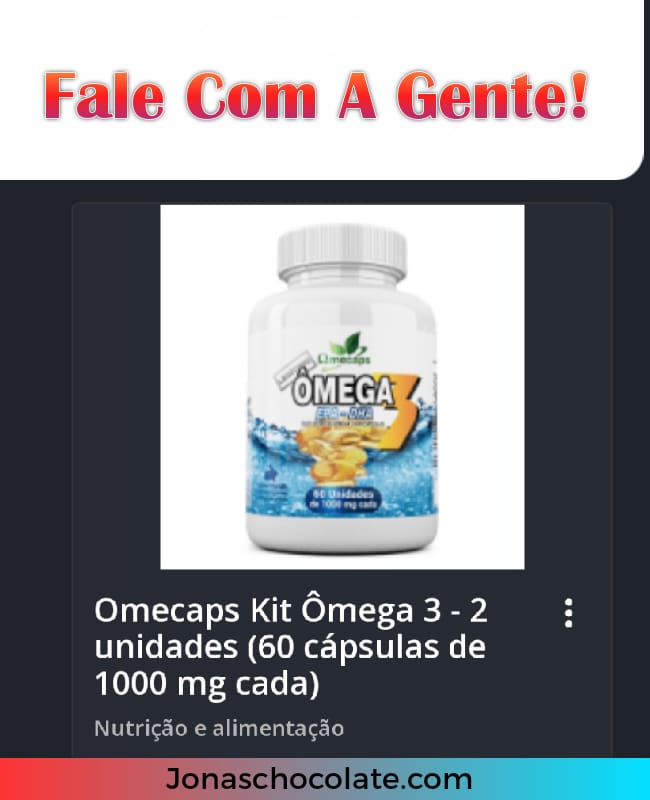 Fale Com A Gente!
Ωmecaps
ÔMEGA 3
EPA - DHA
60 Unidades
de 1000 mg cada
Omecaps Kit Ômega 3 - 2
unidades (60 cápsulas de
1000 mg cada)
Nutrição e alimentação
Jonaschocolate.com